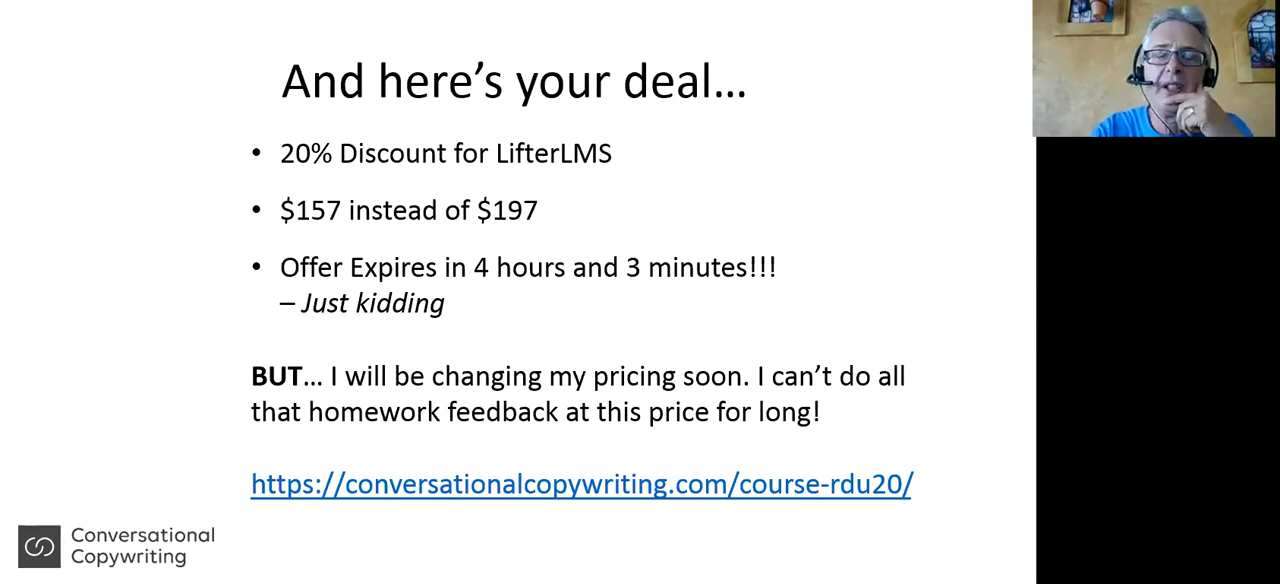 And here's your deal…
• 20% Discount for LifterLMS
• $157 instead of $197
• Offer Expires in 4 hours and 3 minutes!!!
– Just kidding
BUT… I will be changing my pricing soon. I can't do all
that homework feedback at this price for long!
https://conversationalcopywriting.com/course-rdu20/
Conversational
Copywriting